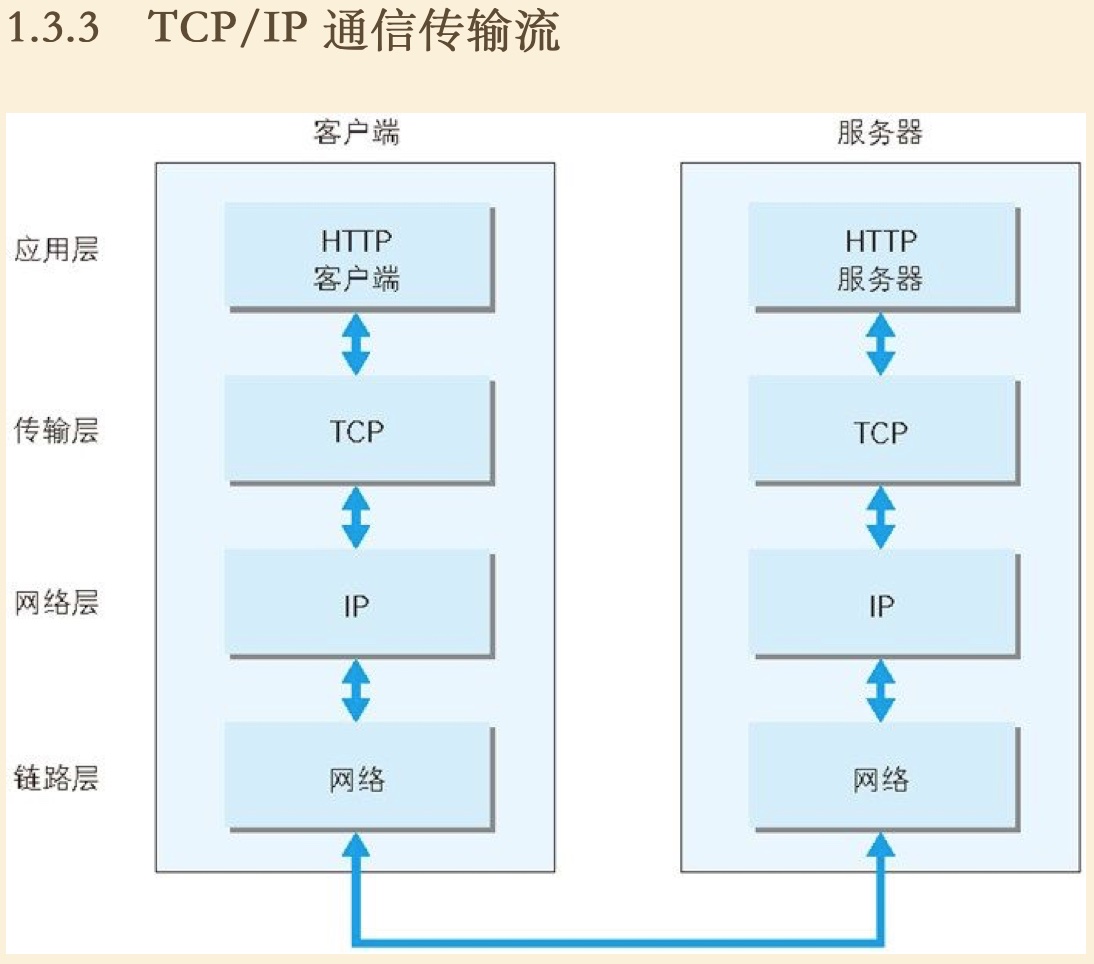 1.3.3 TCP/IP 通信传输流
客户端
服务器
应用层
HTTP
客户端
HTTP
服务器
传输层
TCP
TCP
网络层
IP
IP
链路层
网络
网络